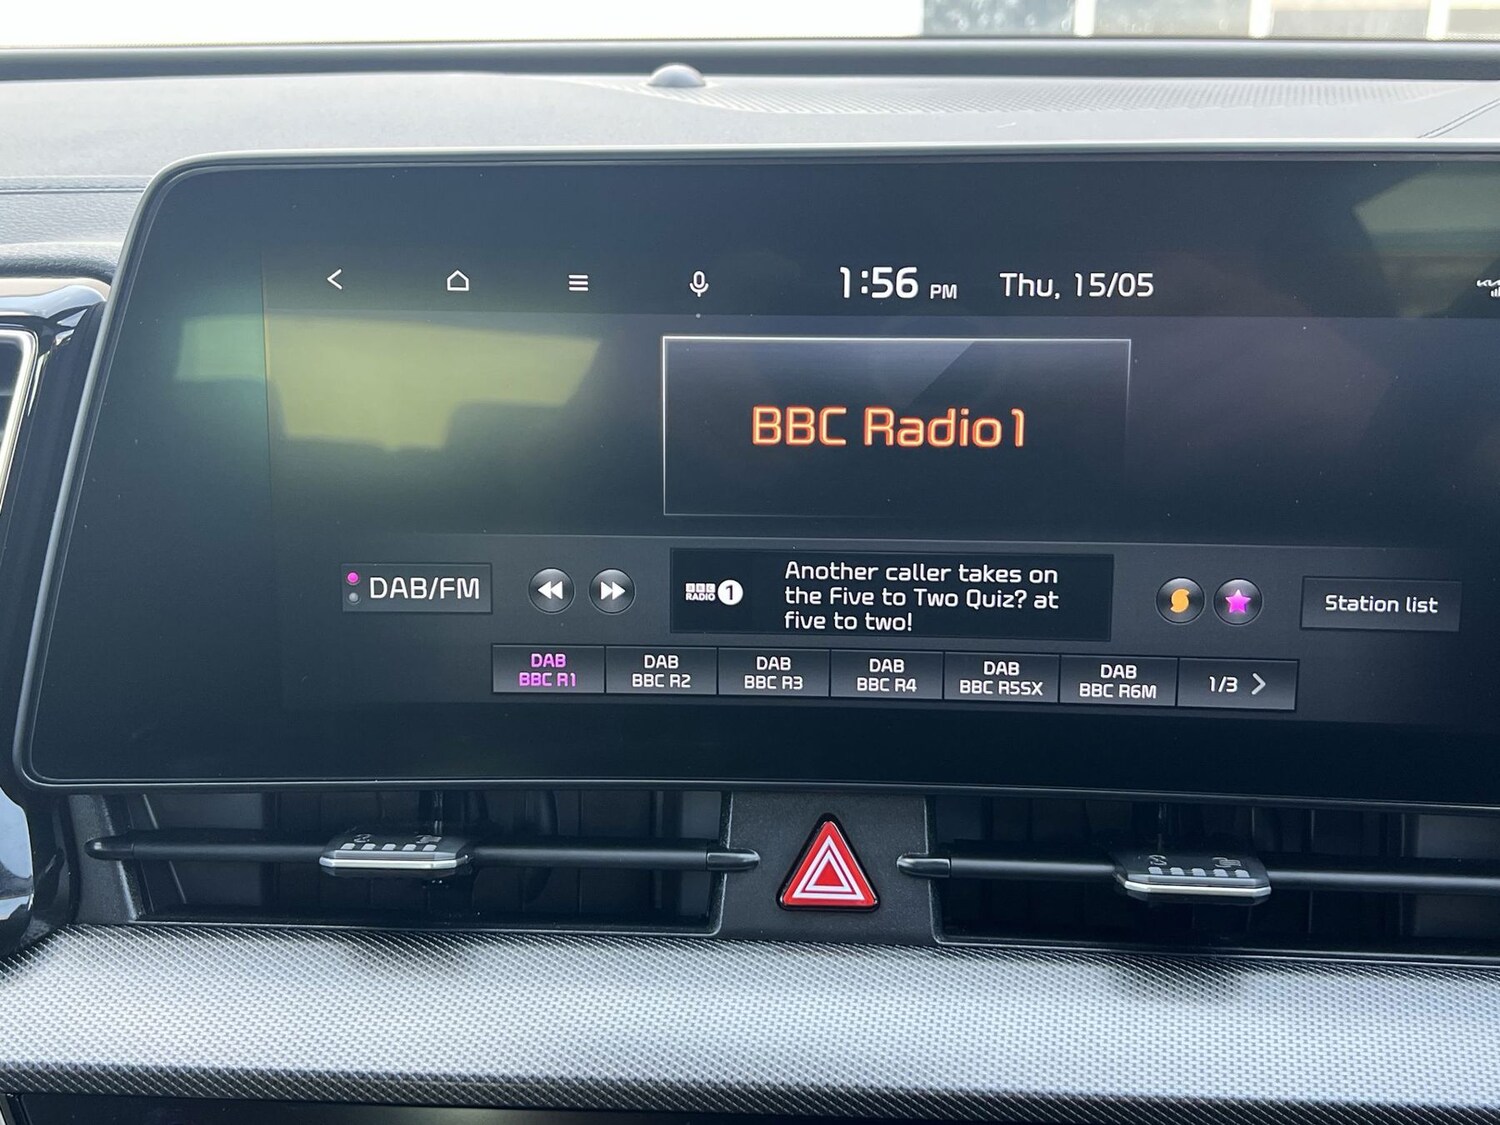 1:56 PM Thu, 15/05
BBC Radio 1
DAB/FM
BBC
RADIO 1
Another caller takes on
the Five to Two Quiz? at
five to two!
Station list
DAB
BBC R1
DAB
BBC R2
DAB
BBC R3
DAB
BBC R4
DAB
BBC R5SX
DAB
BBC R6M
1/3